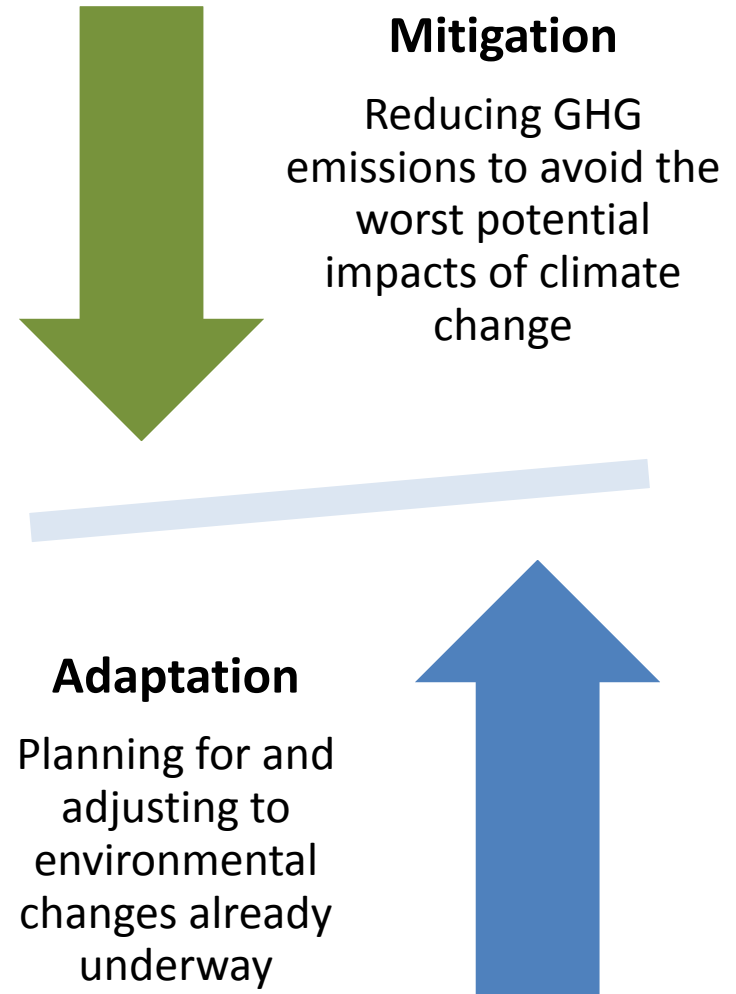 Mitigation
Reducing GHG
emissions to avoid the
worst potential
impacts of climate
change
Adaptation
Planning for and
adjusting to
environmental
changes already
underway